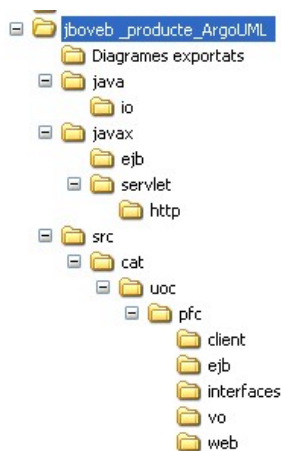 jboveb _producte_ArgoUML
Diagrames exportats
java
io
javax
ejb
servlet
http
src
cat
uoc
pfc
client
ejb
interfaces
vo
web